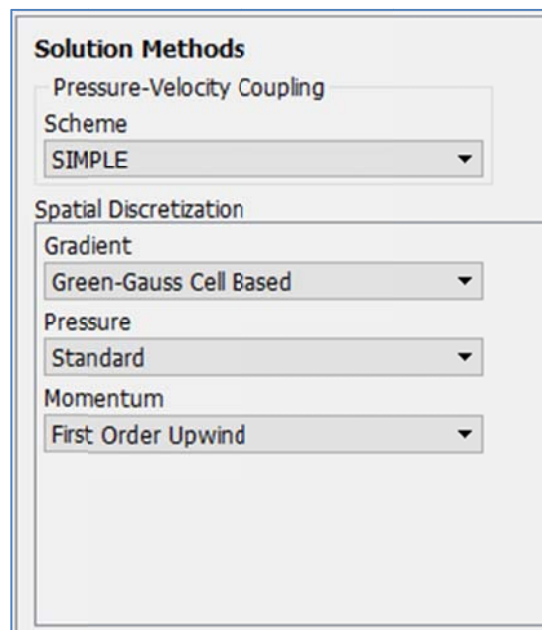 Solution Methods
Pressure-Velocity Coupling
Scheme
SIMPLE
Spatial Discretization
Gradient
Green-Gauss Cell Based
Pressure
Standard
Momentum
First Order Upwind